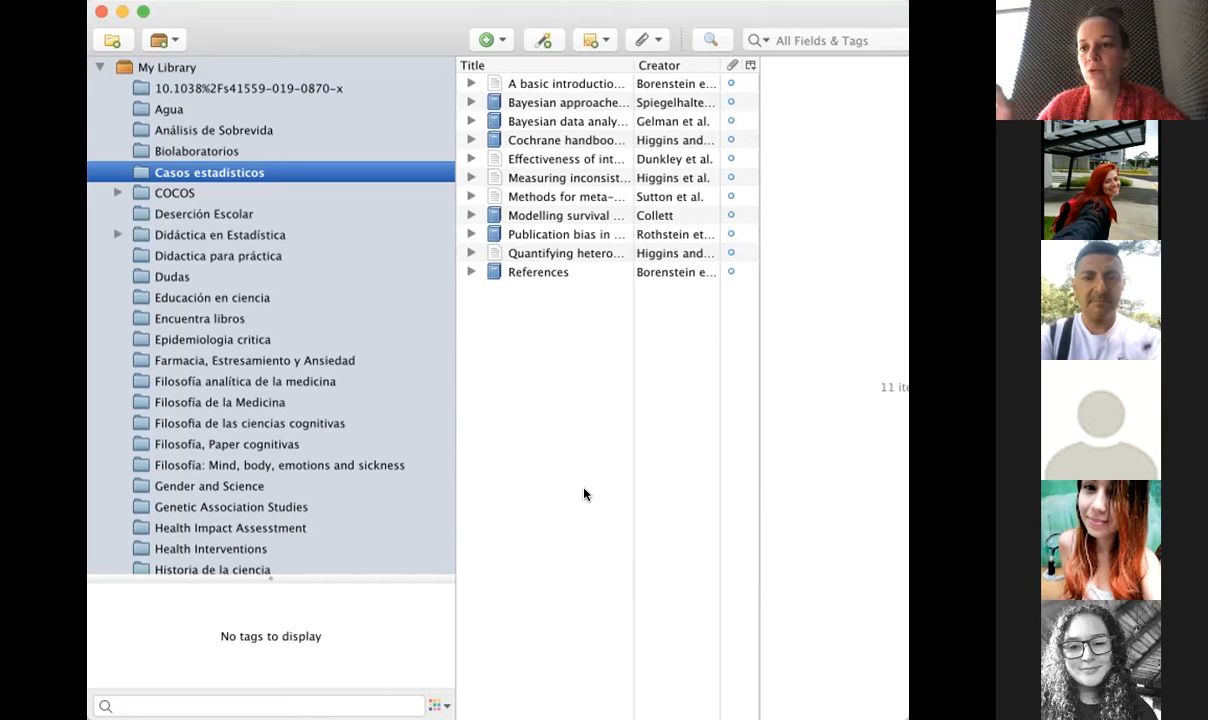 All Fields & Tags
My Library
10.1038%2Fs41559-019-0870-x
Agua
Análisis de Sobrevida
Biolaboratorios
Casos estadísticos
COCOS
Deserción Escolar
Didáctica en Estadística
Didactica para práctica
Dudas
Educación en ciencia
Encuentra libros
Epidemiologia critica
Farmacia, Estresamiento y Ansiedad
Filosofía analítica de la medicina
Filosofía de la Medicina
Filosofia de las ciencias cognitivas
Filosofía, Paper cognitivas
Filosofía: Mind, body, emotions and sickness
Gender and Science
Genetic Association Studies
Health Impact Assesstment
Health Interventions
Historia de la ciencia
No tags to display
Title Creator
A basic introductio... Borenstein e...
Bayesian approache... Spiegelhalte...
Bayesian data analy... Gelman et al.
Cochrane handboo... Higgins and...
Effectiveness of int... Dunkley et al.
Measuring inconsist... Higgins et al.
Methods for meta-... Sutton et al.
Modelling survival ... Collett
Publication bias in ... Rothstein et...
Quantifying hetero... Higgins and...
References Borenstein e...
11 ite